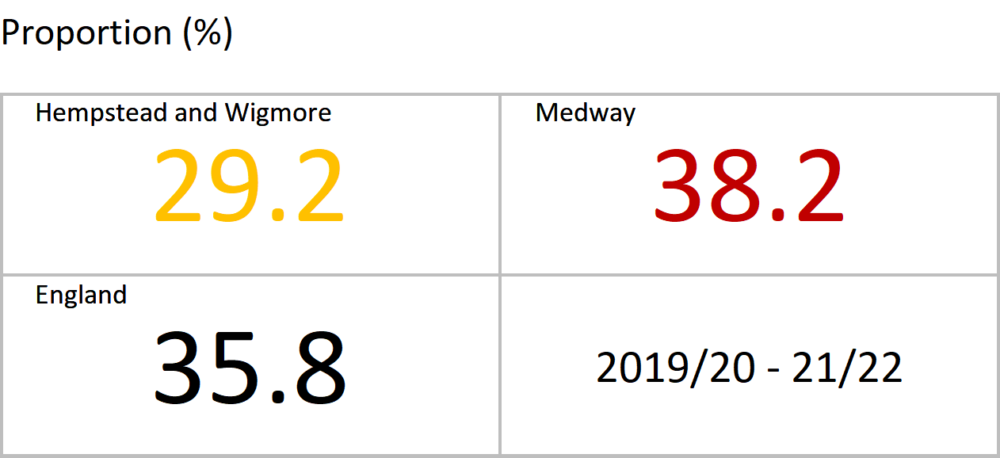 Proportion (%)
Hempstead and Wigmore
29.2
Medway
38.2
England
35.8
2019/20 - 21/22